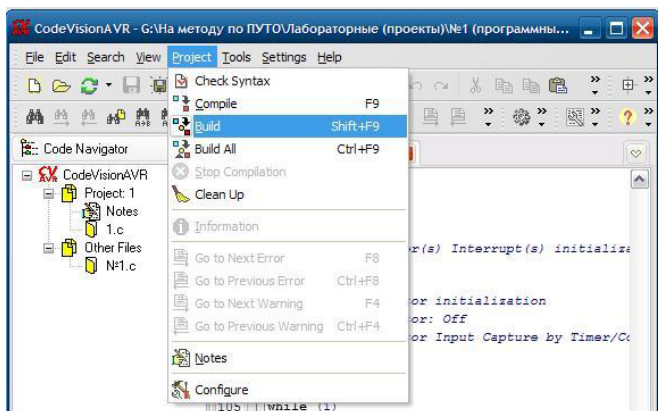 CodeVisionAVR - G:\На методу по ПУТО\Лабораторные (проекты)\№1 (программны...
File Edit Search View Project Tools Settings Help
Check Syntax
Compile F9
Build Shift+F9
Build All Ctrl+F9
Stop Compilation
Clean Up
Information
Go to Next Error F8
Go to Previous Error Ctrl+F8
Go to Next Warning F4
Go to Previous Warning Ctrl+F4
Notes
Configure
Code Navigator
CodeVisionAVR
Project: 1
Notes
1.c
Other Files
№1.c
r(s) Interrupt(s) initializa
or initialization
or: Off
or Input Capture by Timer/Co
105 while (1)